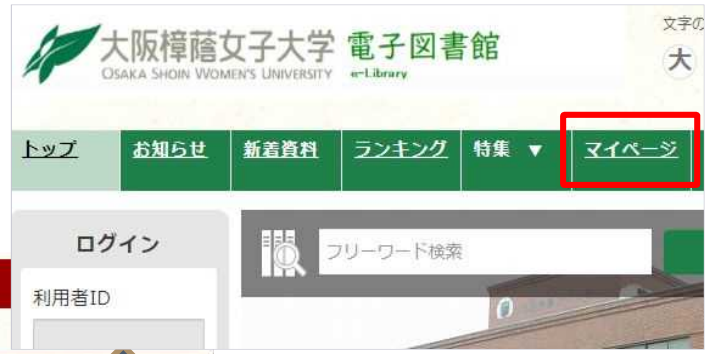 大阪樟蔭女子大学 電子図書館
OSAKA SHOIN WOMEN'S UNIVERSITY e-Library
文字の
大
トップ お知らせ 新着資料 ランキング 特集 ▼ マイページ
ログイン
フリーワード検索
利用者ID